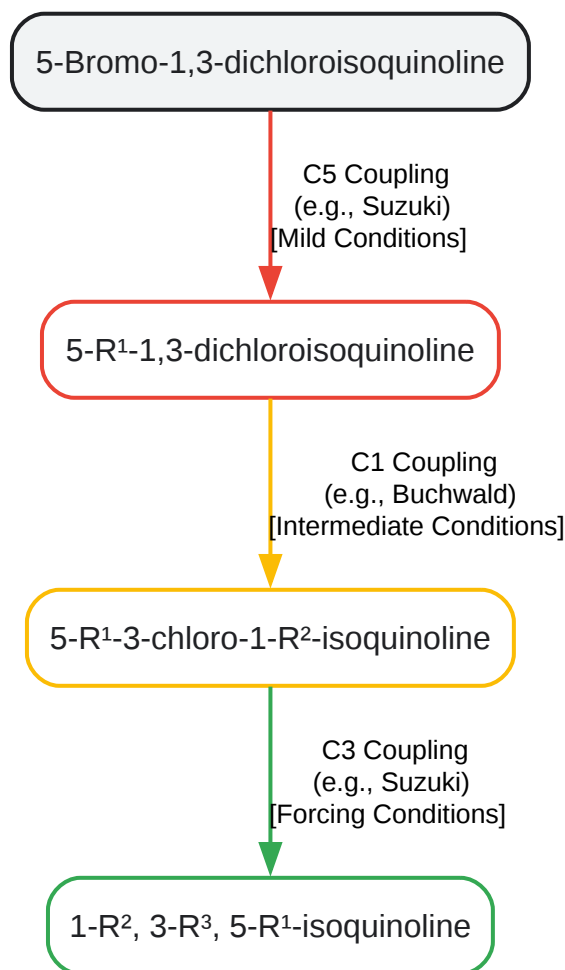 5-Bromo-1,3-dichloroisoquinoline
C5 Coupling
(e.g., Suzuki)
[Mild Conditions]
5-R¹-1,3-dichloroisoquinoline
C1 Coupling
(e.g., Buchwald)
[Intermediate Conditions]
5-R¹-3-chloro-1-R²-isoquinoline
C3 Coupling
(e.g., Suzuki)
[Forcing Conditions]
1-R², 3-R³, 5-R¹-isoquinoline